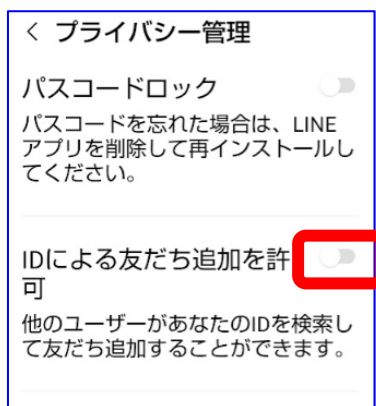 < プライバシー管理
パスコードロック
パスコードを忘れた場合は、LINE
アプリを削除して再インストールし
てください。
IDによる友だち追加を許
可
他のユーザーがあなたのIDを検索し
て友だち追加することができます。